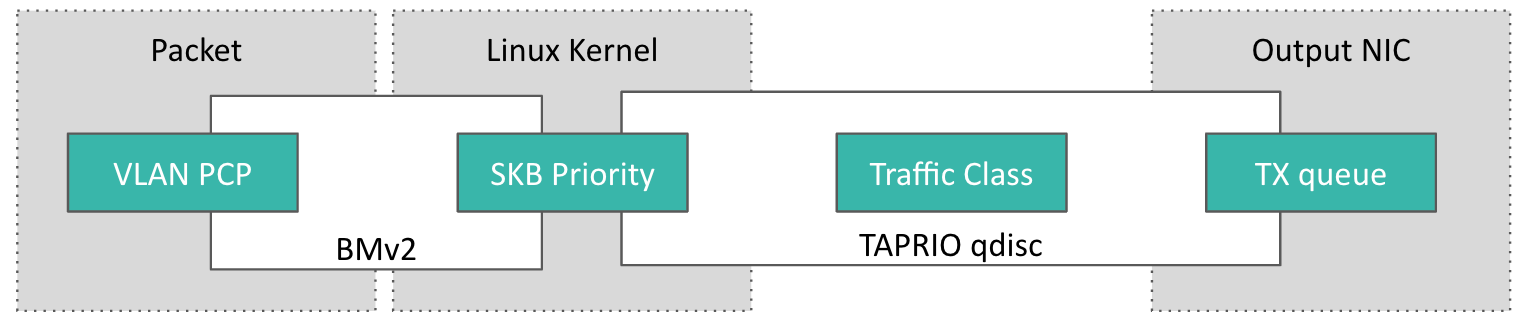 Packet
Linux Kernel
Output NIC
VLAN PCP
SKB Priority
Traffic Class
TX queue
BMv2
TAPRIO qdisc